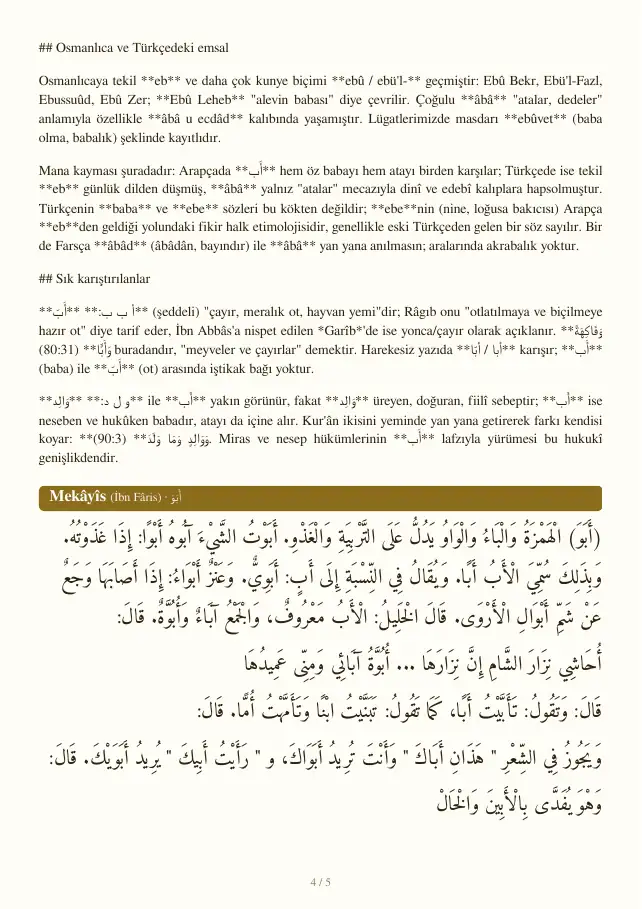 ## Osmanlıca ve Türkçedeki emsal
Osmanlıcaya tekil **eb** ve daha çok kunye biçimi **ebû / ebü'l-** geçmiştir: Ebû Bekr, Ebü'l-Fazl,
Ebussuûd, Ebû Zer; **Ebû Leheb** "alevin babası" diye çevrilir. Çoğulu **âbâ** "atalar, dedeler"
anlamıyla özellikle **âbâ u ecdâd** kalıbında yaşamıştır. Lügatlerimizde masdarı **ebûvet** (baba
olma, babalık) şeklinde kayıtlıdır.
Mana kayması şuradadır: Arapçada **أَب** hem öz babayı hem atayı birden karşılar; Türkçede ise tekil
**eb** günlük dilden düşmüş, **âbâ** yalnız "atalar" mecazıyla dinî ve edebî kalıplara hapsolmuştur.
Türkçenin **baba** ve **ebe** sözleri bu kökten değildir; **ebe**nin (nine, loğusa bakıcısı) Arapça
**eb**den geldiği yolundaki fikir halk etimolojisidir, genellikle eski Türkçeden gelen bir söz sayılır. Bir
de Farsça **âbâd** (âbâdân, bayındır) ile **âbâ** yan yana anılmasın; aralarında akrabalık yoktur.
## Sık karıştırılanlar
**أ ب ب:** **أَبّ** (şeddeli) "çayır, meralık ot, hayvan yemi"dir; Râgıb onu "otlatılmaya ve biçilmeye
hazır ot" diye tarif eder, İbn Abbâs'a nispet edilen *Garîb*'de ise yonca/çayır olarak açıklanır. **وَفَاكِهَةً
وَأَبًّا** (80:31) buradandır, "meyveler ve çayırlar" demektir. Harekesiz yazıda **أبا / أبًا** karışır; **أَب**
(baba) ile **أَبّ** (ot) arasında iştikak bağı yoktur.
**و ل د:** **وَالِد** ile **أَب** yakın görünür, fakat **وَالِد** üreyen, doğuran, fiilî sebeptir; **أَب** ise
neseben ve hukûken babadır, atayı da içine alır. Kur'ân ikisini yeminde yan yana getirerek farkı kendisi
koyar: **وَوَالِدٍ وَمَا وَلَدَ** (90:3). Miras ve nesep hükümlerinin **أَب** lafzıyla yürümesi bu hukukî
genişlikdendir.
Mekâyîs (İbn Fâris) · أَبَوَ
(أَبَوَ) الْهَمْزَةُ وَالْبَاءُ وَالْوَاوُ يَدُلُّ عَلَى التَّرْبِيَةِ وَالْغَذْوِ. أَبَوْتُ الشَّيْءَ آبُوهُ أَبْوًا: إِذَا غَذَوْتُهُ.
وَبِذَلِكَ سُمِّيَ الْأَبُ أَبًا. وَيُقَالُ فِي النِّسْبَةِ إِلَى أَبٍ: أَبَوِيٌّ. وَعَنْزٌ أَبْوَاءُ: إِذَا أَصَابَهَا وَجَعٌ
عَنْ شَمِّ أَبْوَالِ الْأَرْوَى. قَالَ الْخَلِيلُ: الْأَبُ مَعْرُوفٌ، وَالْجَمْعُ آبَاءٌ وَأُبُوَّةٌ. قَالَ:
أُحَاشِي نِزَارَ الشَّامِ إِنَّ نِزَارَهَا ... أُبُوَّةُ آبَائِي وَمِنِّي عَمِيدُهَا
قَالَ: وَتَقُولُ: تَأَبَّيْتُ أَبًا، كَمَا تَقُولُ: تَبَنَّيْتُ ابْنًا وَتَأَمَّهْتُ أُمًّا. قَالَ:
وَيَجُوزُ فِي الشِّعْرِ " هَذَانِ أَبَاكَ " وَأَنْتَ تُرِيدُ أَبَوَاكَ، و " رَأَيْتُ أَبِيكَ " يُرِيدُ أَبَوَيْكَ. قَالَ:
وَهْوَ يُفَدَّى بِالْأَبِينَ وَالْخَالْ
4 / 5